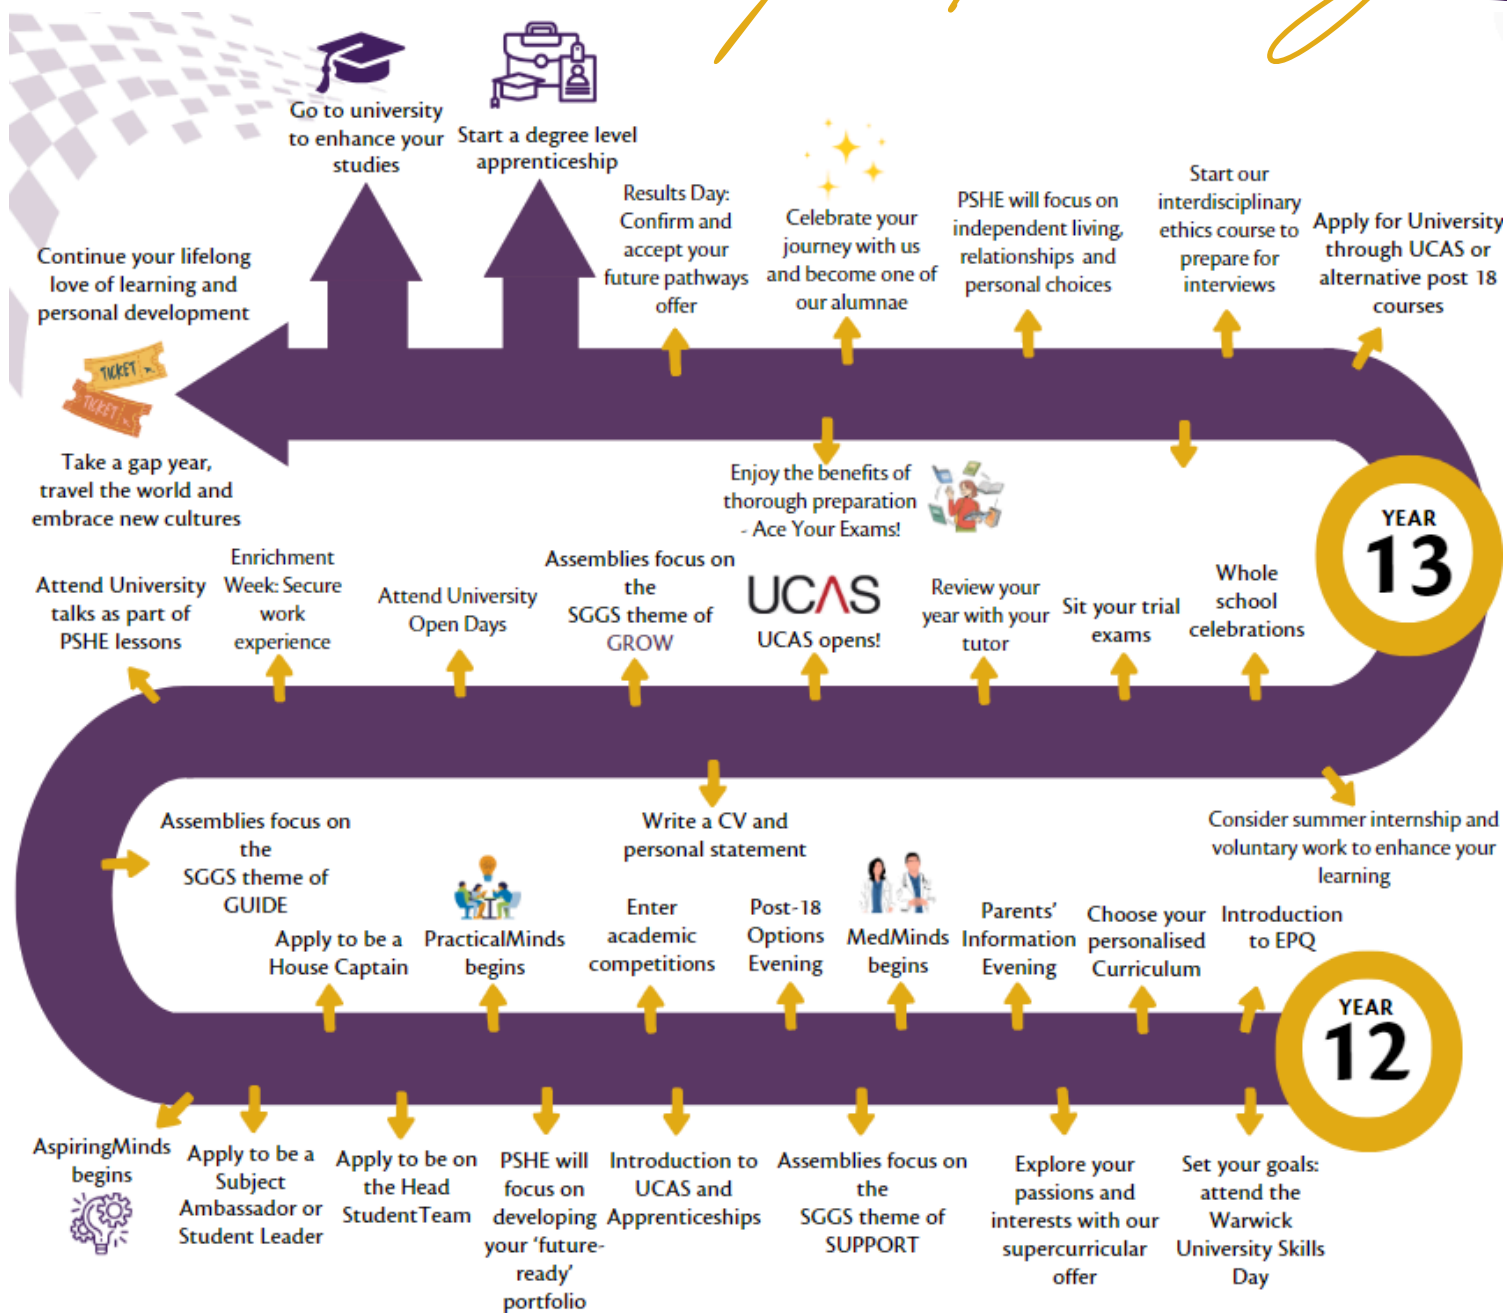 Go to university
to enhance your
studies
Start a degree level
apprenticeship
Results Day:
Confirm and
accept your
future pathways
offer
Celebrate your
journey with us
and become one of
our alumnae
PSHE will focus on
independent living,
relationships and
personal choices
Start our
interdisciplinary
ethics course to
prepare for
interviews
Apply for University
through UCAS or
alternative post 18
courses
Continue your lifelong
love of learning and
personal development
TICKET
TICKET
Take a gap year,
travel the world and
embrace new cultures
Enjoy the benefits of
thorough preparation
- Ace Your Exams!
YEAR
13
Attend University
talks as part of
PSHE lessons
Enrichment
Week: Secure
work
experience
Attend University
Open Days
Assemblies focus on
the
SGGS theme of
GROW
UCAS
UCAS opens!
Review your
year with your
tutor
Sit your trial
exams
Whole
school
celebrations
Assemblies focus on
the
SGGS theme of
GUIDE
Write a CV and
personal statement
Consider summer internship and
voluntary work to enhance your
learning
Apply to be a
House Captain
PracticalMinds
begins
Enter
academic
competitions
Post-18
Options
Evening
MedMinds
begins
Parents'
Information
Evening
Choose your
personalised
Curriculum
Introduction
to EPQ
YEAR
12
AspiringMinds
begins
Apply to be a
Subject
Ambassador or
Student Leader
Apply to be on
the Head
Student Team
PSHE will
focus on
developing
your 'future-
ready'
portfolio
Introduction to
UCAS and
Apprenticeships
Assemblies focus on
the
SGGS theme of
SUPPORT
Explore your
passions and
interests with our
supercurricular
offer
Set your goals:
attend the
Warwick
University Skills
Day